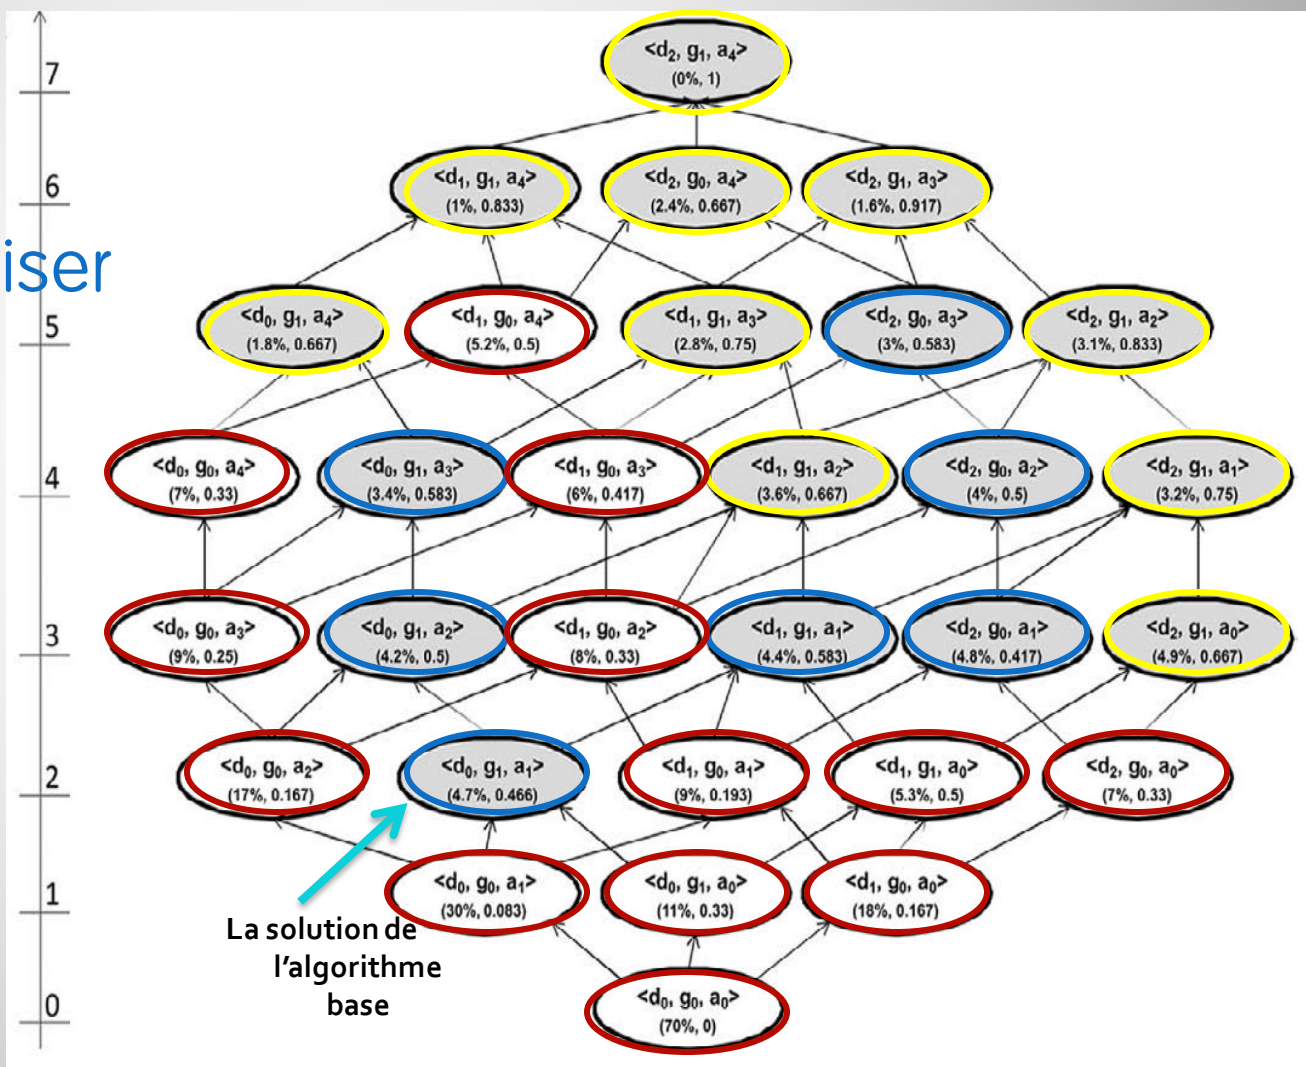 7
<d₂, g₁, a₄>
(0%, 1)
6
<d₁, g₁, a₄>
(1%, 0.833)
<d₂, g₀, a₄>
(2.4%, 0.667)
<d₂, g₁, a₃>
(1.6%, 0.917)
iser
5
<d₀, g₁, a₄>
(1.8%, 0.667)
<d₁, g₀, a₄>
(5.2%, 0.5)
<d₁, g₁, a₃>
(2.8%, 0.75)
<d₂, g₀, a₃>
(3%, 0.583)
<d₂, g₁, a₂>
(3.1%, 0.833)
4
<d₀, g₀, a₄>
(7%, 0.33)
<d₀, g₁, a₃>
(3.4%, 0.583)
<d₁, g₀, a₃>
(6%, 0.417)
<d₁, g₁, a₂>
(3.6%, 0.667)
<d₂, g₀, a₂>
(4%, 0.5)
<d₂, g₁, a₁>
(3.2%, 0.75)
3
<d₀, g₀, a₃>
(9%, 0.25)
<d₀, g₁, a₂>
(4.2%, 0.5)
<d₁, g₀, a₂>
(8%, 0.33)
<d₁, g₁, a₁>
(4.4%, 0.583)
<d₂, g₀, a₁>
(4.8%, 0.417)
<d₂, g₁, a₀>
(4.9%, 0.667)
2
<d₀, g₀, a₂>
(17%, 0.167)
<d₀, g₁, a₁>
(4.7%, 0.466)
<d₁, g₀, a₁>
(9%, 0.193)
<d₁, g₁, a₀>
(5.3%, 0.5)
<d₂, g₀, a₀>
(7%, 0.33)
1
<d₀, g₀, a₁>
(30%, 0.083)
<d₀, g₁, a₀>
(11%, 0.33)
<d₁, g₀, a₀>
(18%, 0.167)
La solution de
l'algorithme
base
0
<d₀, g₀, a₀>
(70%, 0)